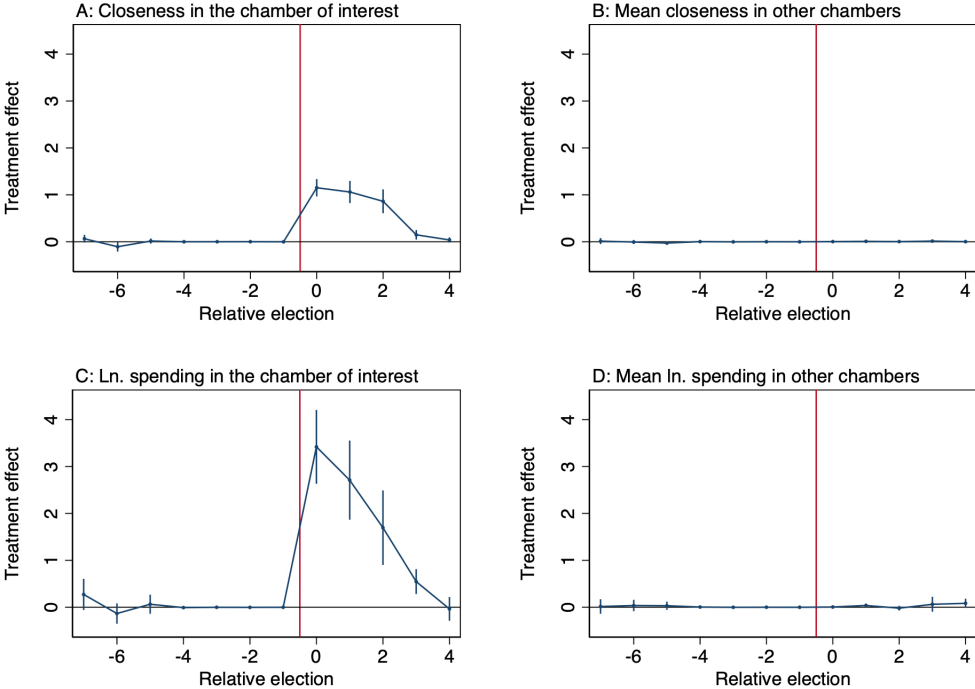 A: Closeness in the chamber of interest
Treatment effect
4
3
2
1
0
-6 -4 -2 0 2 4
Relative election
B: Mean closeness in other chambers
Treatment effect
4
3
2
1
0
-6 -4 -2 0 2 4
Relative election
C: Ln. spending in the chamber of interest
Treatment effect
4
3
2
1
0
-6 -4 -2 0 2 4
Relative election
D: Mean ln. spending in other chambers
Treatment effect
4
3
2
1
0
-6 -4 -2 0 2 4
Relative election